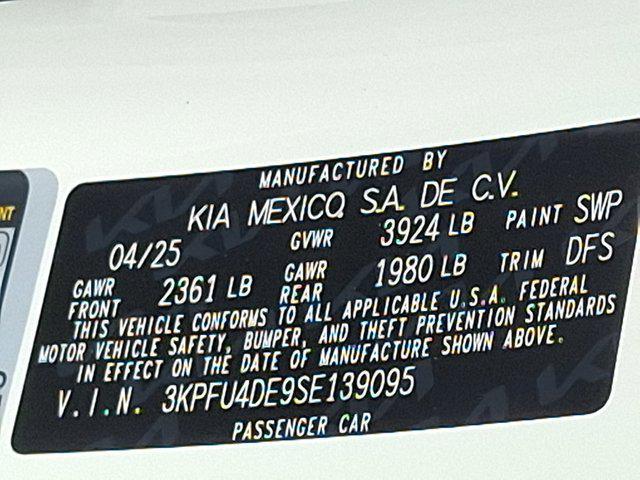 MANUFACTURED BY
KIA MEXICO, S.A. DE C.V.
04/25 GVWR 3924 LB PAINT SWP
GAWR FRONT 2361 LB GAWR REAR 1980 LB TRIM DFS
THIS VEHICLE CONFORMS TO ALL APPLICABLE U.S.A. FEDERAL
MOTOR VEHICLE SAFETY, BUMPER, AND THEFT PREVENTION STANDARDS
IN EFFECT ON THE DATE OF MANUFACTURE SHOWN ABOVE.
V.I.N. 3KPFU4DE9SE139095
PASSENGER CAR